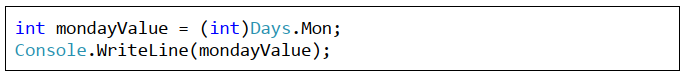 int mondayValue = (int)Days.Mon;
Console.WriteLine(mondayValue);